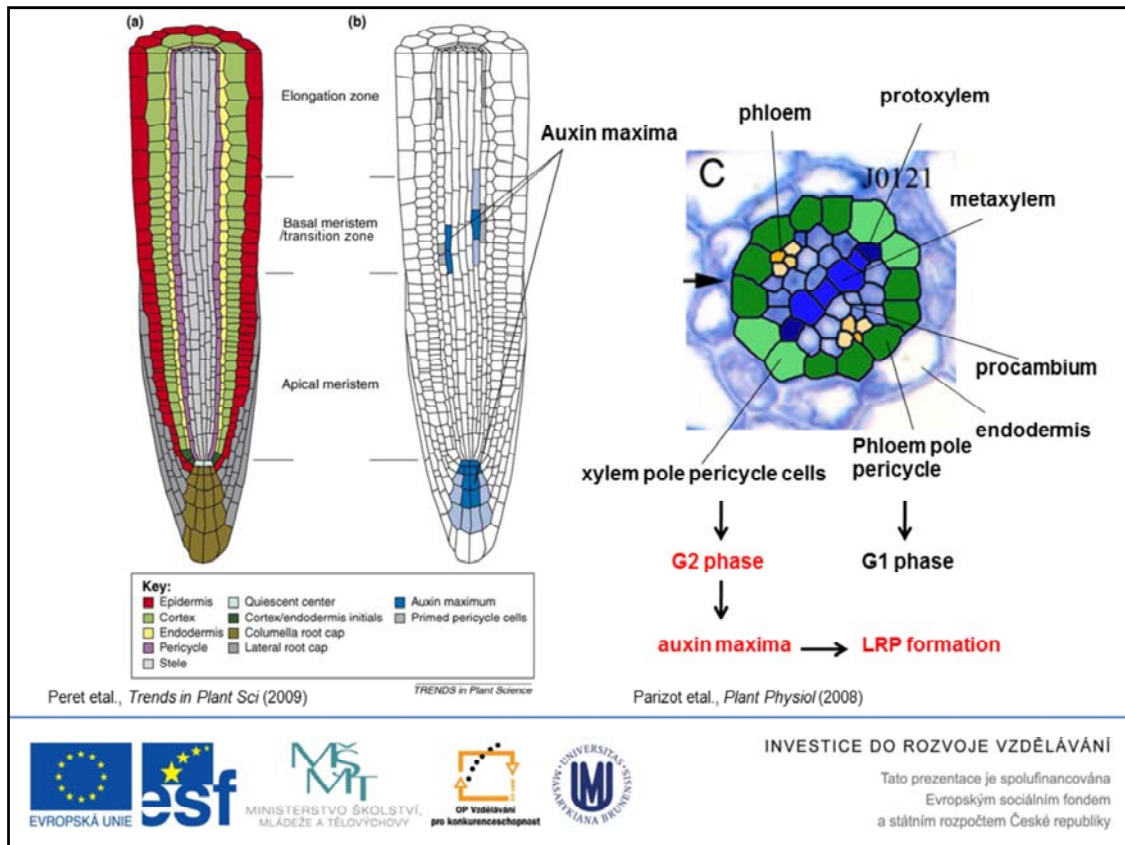 (a)
(b)
Elongation zone
Basal meristem
/transition zone
Apical meristem
Auxin maxima
Key:
Epidermis
Cortex
Endodermis
Pericycle
Stele
Quiescent center
Cortex/endodermis initials
Columella root cap
Lateral root cap
Auxin maximum
Primed pericycle cells
TRENDS in Plant Science
Peret etal., Trends in Plant Sci (2009)
phloem
protoxylem
C
J0121
metaxylem
procambium
endodermis
xylem pole pericycle cells
Phloem pole
pericycle
G2 phase
G1 phase
auxin maxima
LRP formation
Parizot etal., Plant Physiol (2008)
EVROPSKÁ UNIE
esf
MŠMT
MINISTERSTVO ŠKOLSTVÍ,
MLÁDEŽE A TĚLOVÝCHOVY
OP Vzdělávání
pro konkurenceschopnost
UNIVERSITAS
MASARYKIANA BRUNENSIS
INVESTICE DO ROZVOJE VZDĚLÁVÁNÍ
Tato prezentace je spolufinancována
Evropským sociálním fondem
a státním rozpočtem České republiky